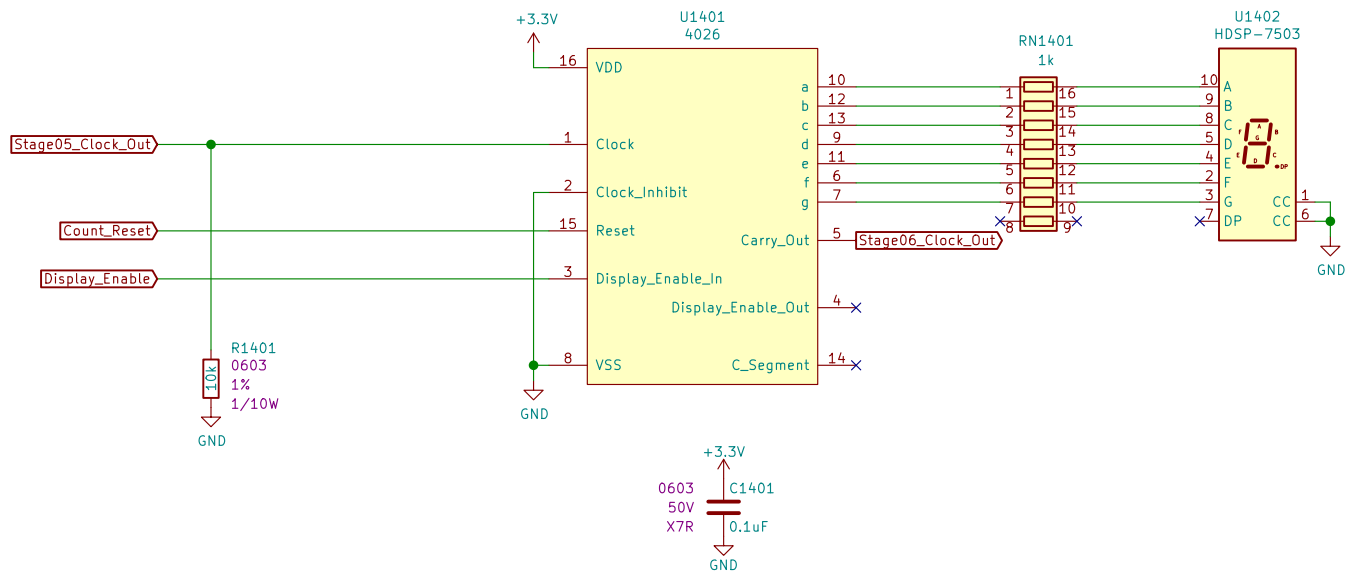 +3.3V
U1401
4026
16 VDD
Stage05_Clock_Out
1 Clock
2 Clock_Inhibit
Count_Reset
15 Reset
Display_Enable
3 Display_Enable_In
8 VSS
GND
R1401
10k
0603
1%
1/10W
GND
a 10
b 12
c 13
d 9
e 11
f 6
g 7
Carry_Out 5
Stage06_Clock_Out
Display_Enable_Out 4
C_Segment 14
RN1401
1k
1 16
2 15
3 14
4 13
5 12
6 11
7 10
8 9
U1402
HDSP-7503
10 A
9 B
8 C
5 D
4 E
2 F
3 G
7 DP
A
F B
G
E C
D
DP
CC 1
CC 6
GND
+3.3V
0603
50V
X7R
C1401
0.1uF
GND